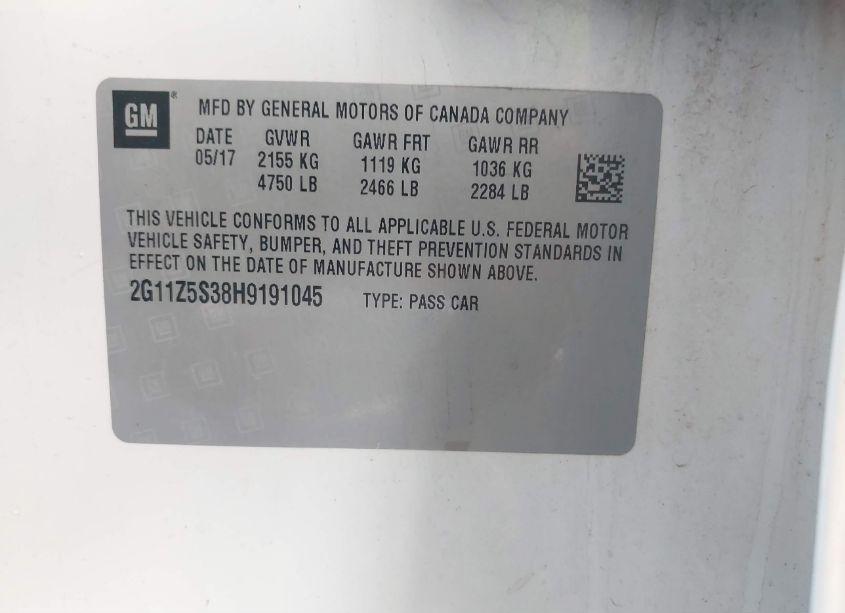 GM® MFD BY GENERAL MOTORS OF CANADA COMPANY
DATE GVWR GAWR FRT GAWR RR
05/17 2155 KG 1119 KG 1036 KG
4750 LB 2466 LB 2284 LB
THIS VEHICLE CONFORMS TO ALL APPLICABLE U.S. FEDERAL MOTOR
VEHICLE SAFETY, BUMPER, AND THEFT PREVENTION STANDARDS IN
EFFECT ON THE DATE OF MANUFACTURE SHOWN ABOVE.
2G11Z5S38H9191045 TYPE: PASS CAR